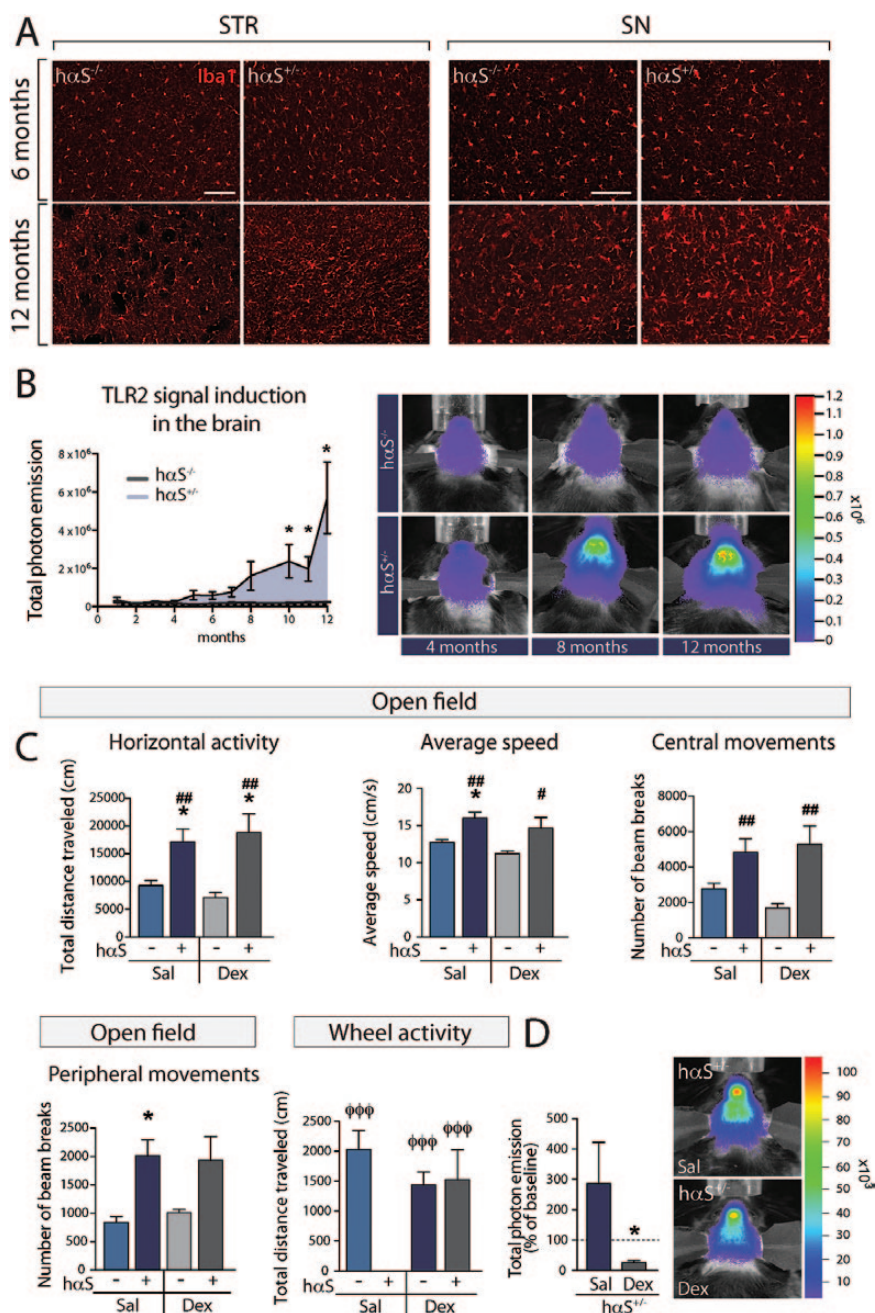 A
STR
SN
6 months
12 months
hαS-/-
Iba1
hαS+/-
hαS-/-
hαS+/-
B
TLR2 signal induction
in the brain
Total photon emission
8×10⁶
6×10⁶
4×10⁶
2×10⁶
0
hαS-/-
hαS+/-
*
* *
0 2 4 6 8 10 12
months
hαS-/-
hαS+/-
4 months
8 months
12 months
1.2
1.1
1.0
0.9
0.8
0.7
0.6
0.5
0.4
0.3
0.2
0.1
0
x10⁶
Open field
C
Horizontal activity
Total distance traveled (cm)
25000
20000
15000
10000
5000
0
##
*
##
*
hαS - + - +
Sal Dex
Average speed
Average speed (cm/s)
20
15
10
5
0
##
*
#
hαS - + - +
Sal Dex
Central movements
Number of beam breaks
8000
6000
4000
2000
0
##
##
hαS - + - +
Sal Dex
Open field
Peripheral movements
Number of beam breaks
2500
2000
1500
1000
500
0
*
hαS - + - +
Sal Dex
Wheel activity
Total distance traveled (cm)
2500
2000
1500
1000
500
0
ϕϕϕ
ϕϕϕ
ϕϕϕ
hαS - + - +
Sal Dex
D
Total photon emission
(% of baseline)
500
400
300
200
100
0
*
Sal Dex
hαS+/-
hαS+
Sal
hαS+
Dex
100
90
80
70
60
50
40
30
20
10
x10³